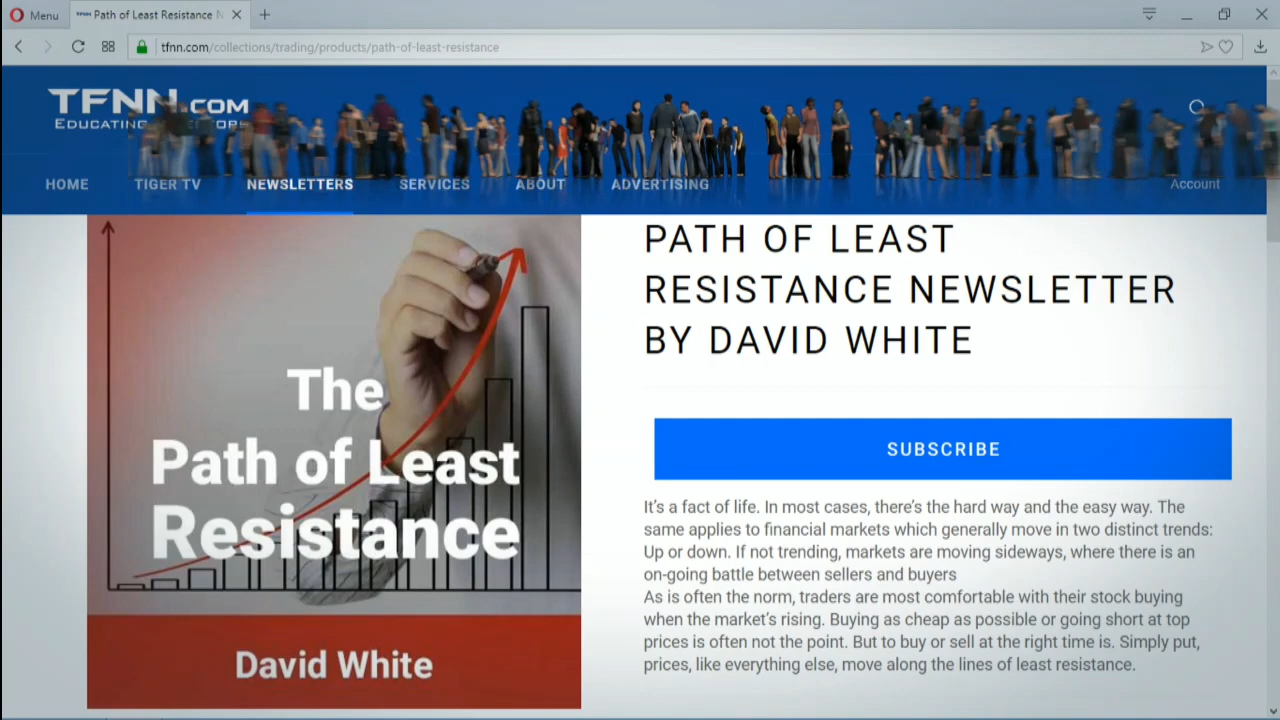 Menu
Path of Least Resistance N
tfnn.com/collections/trading/products/path-of-least-resistance
TFNN.COM
EDUCATING
HOME TIGER TV NEWSLETTERS SERVICES ABOUT ADVERTISING Account
PATH OF LEAST
RESISTANCE NEWSLETTER
BY DAVID WHITE
The
Path of Least
Resistance
David White
SUBSCRIBE
It's a fact of life. In most cases, there's the hard way and the easy way. The
same applies to financial markets which generally move in two distinct trends:
Up or down. If not trending, markets are moving sideways, where there is an
on-going battle between sellers and buyers
As is often the norm, traders are most comfortable with their stock buying
when the market's rising. Buying as cheap as possible or going short at top
prices is often not the point. But to buy or sell at the right time is. Simply put,
prices, like everything else, move along the lines of least resistance.